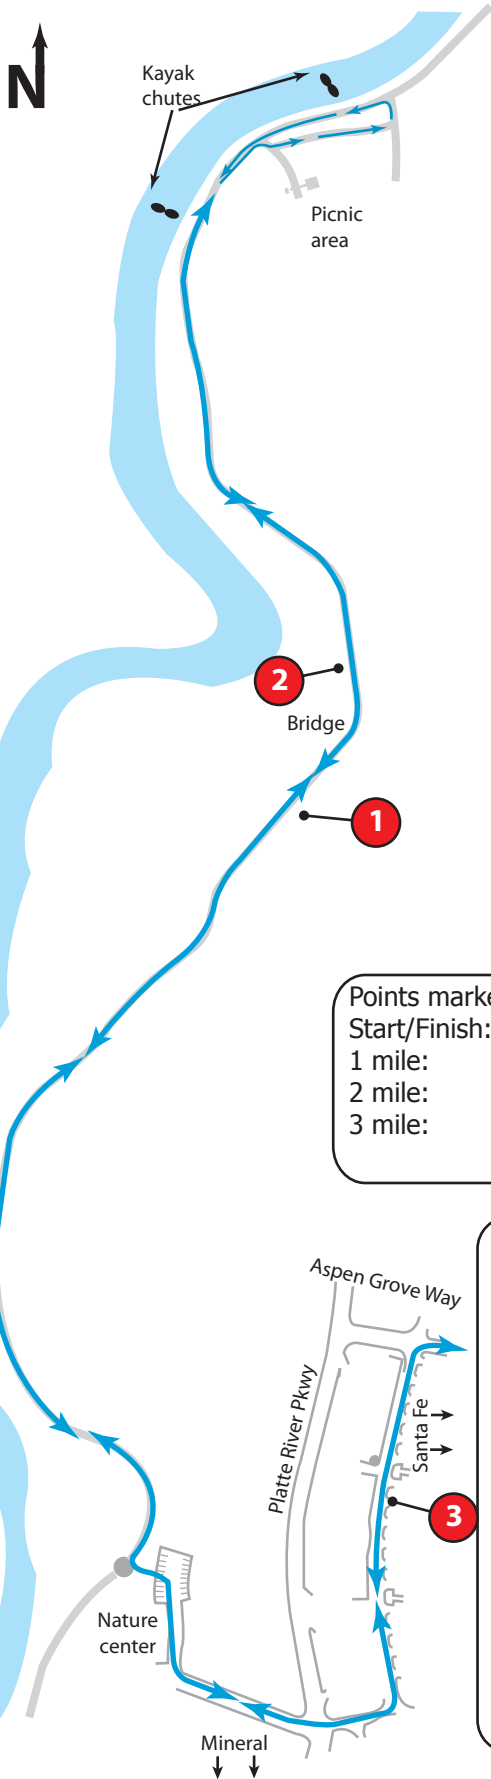 N
Kayak
chutes
Picnic
area
2
Bridge
1
Points marke
Start/Finish:
1 mile:
2 mile:
3 mile:
Aspen Grove Way
Platte River Pkwy
Santa Fe
3
Nature
center
Mineral